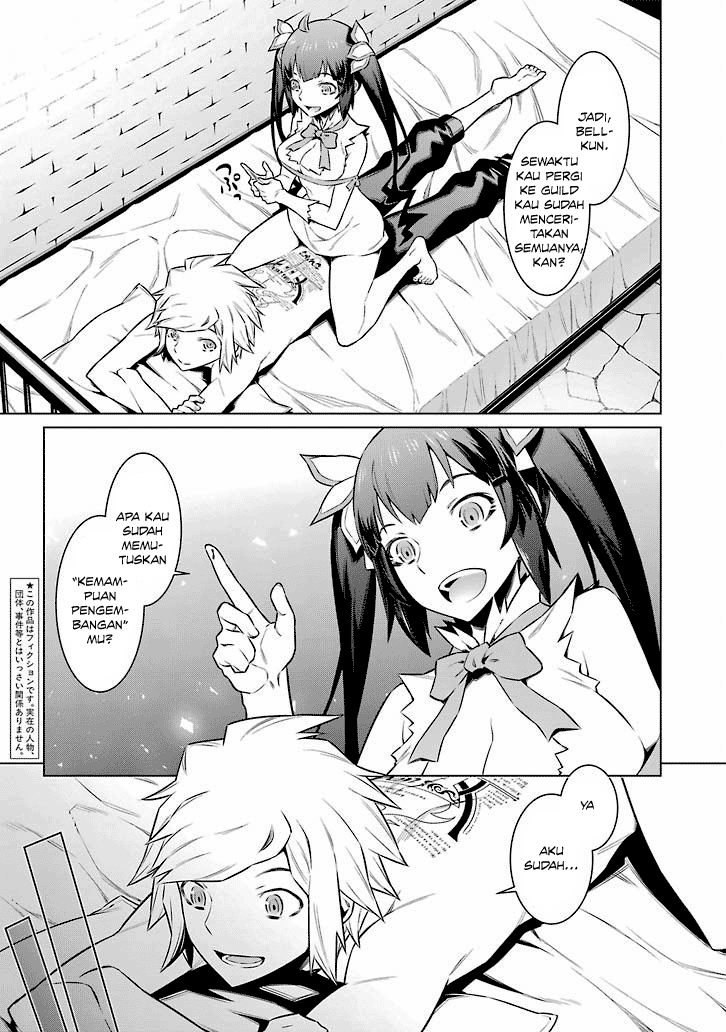 JADI,
BELL-
KUN.
SEWAKTU
KAU PERGI
KE GUILD
KAU SUDAH
MENCERI-
TAKAN
SEMUANYA,
KAN?
ぷっ
APA KAU
SUDAH
MEMU-
TUSKAN
"KEMAM-
PUAN
PENGEM-
BANGAN"
MU?
★この作品はフィクションです。実在の人物、
団体、事件等とはいっさい関係ありません。
YA
AKU
SUDAH...